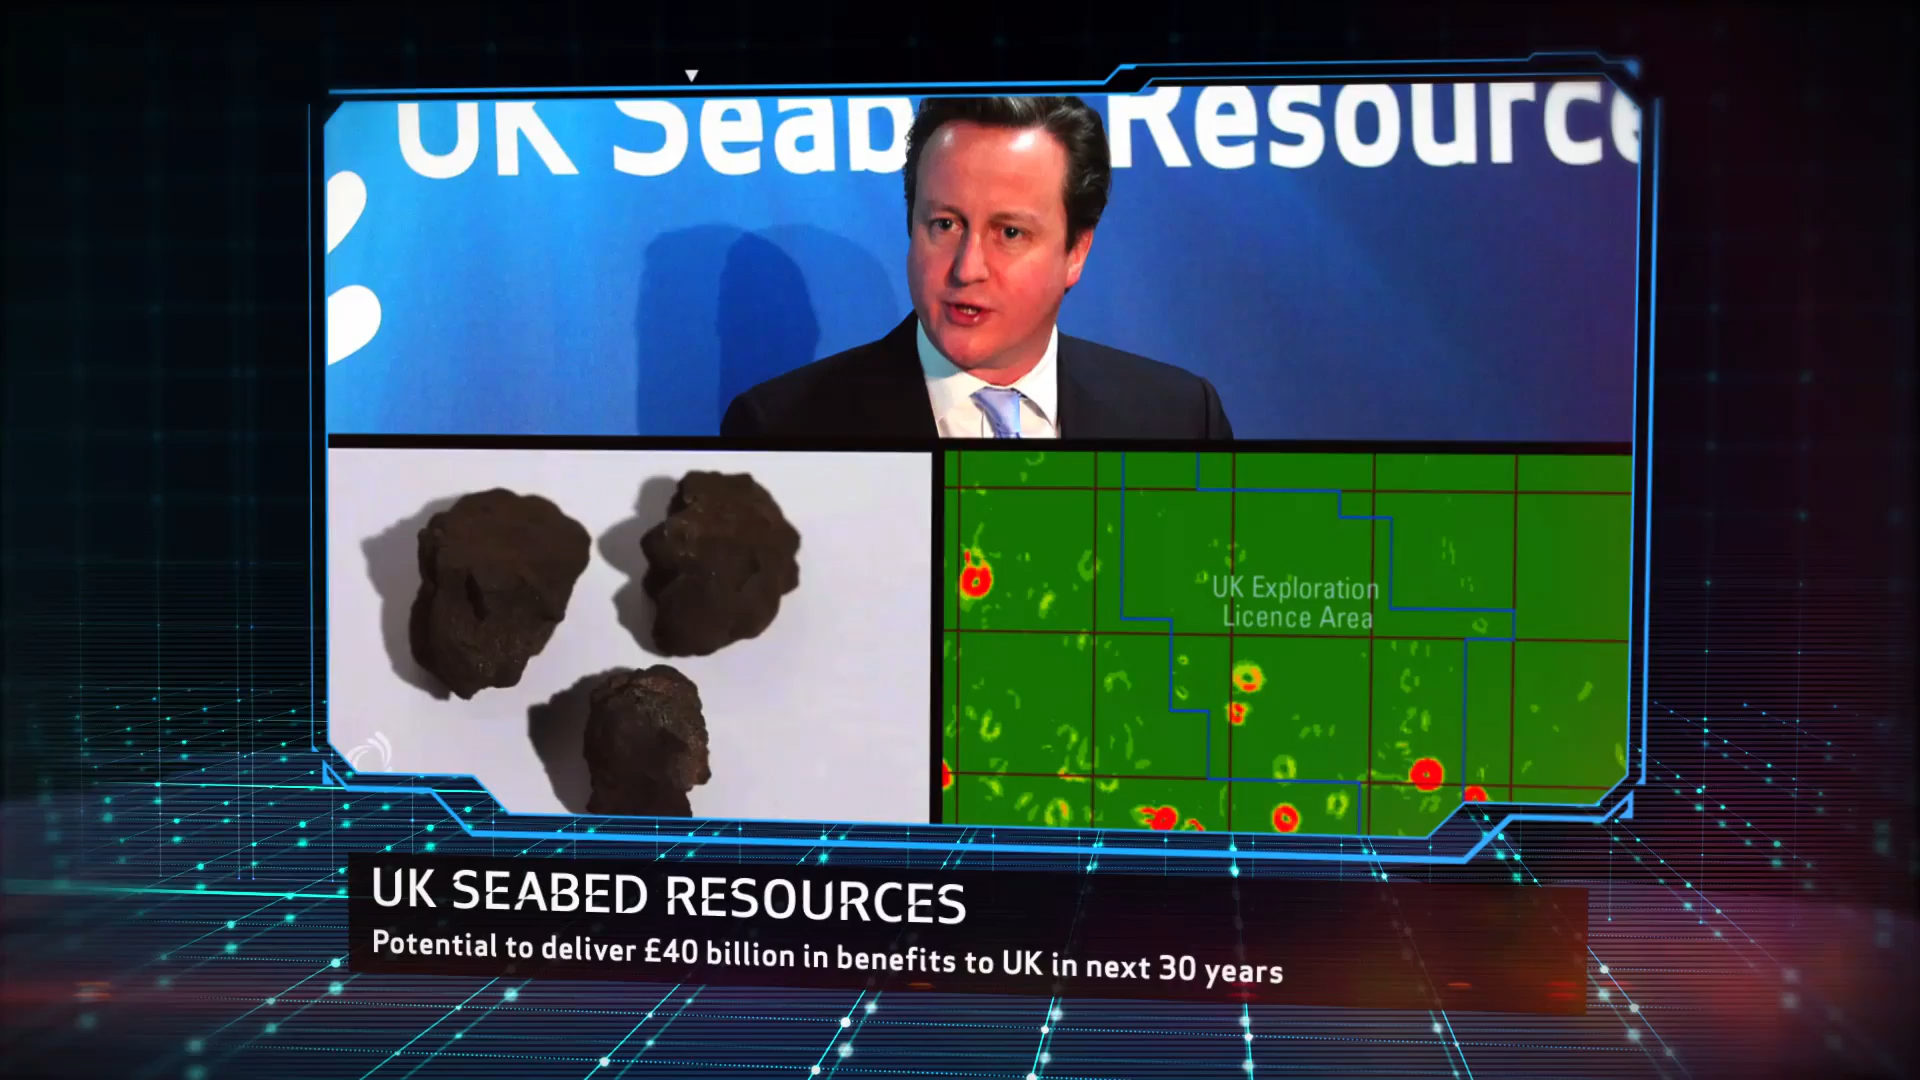 UK Seab Resource
UK Exploration
Licence Area
UK SEABED RESOURCES
Potential to deliver £40 billion in benefits to UK in next 30 years